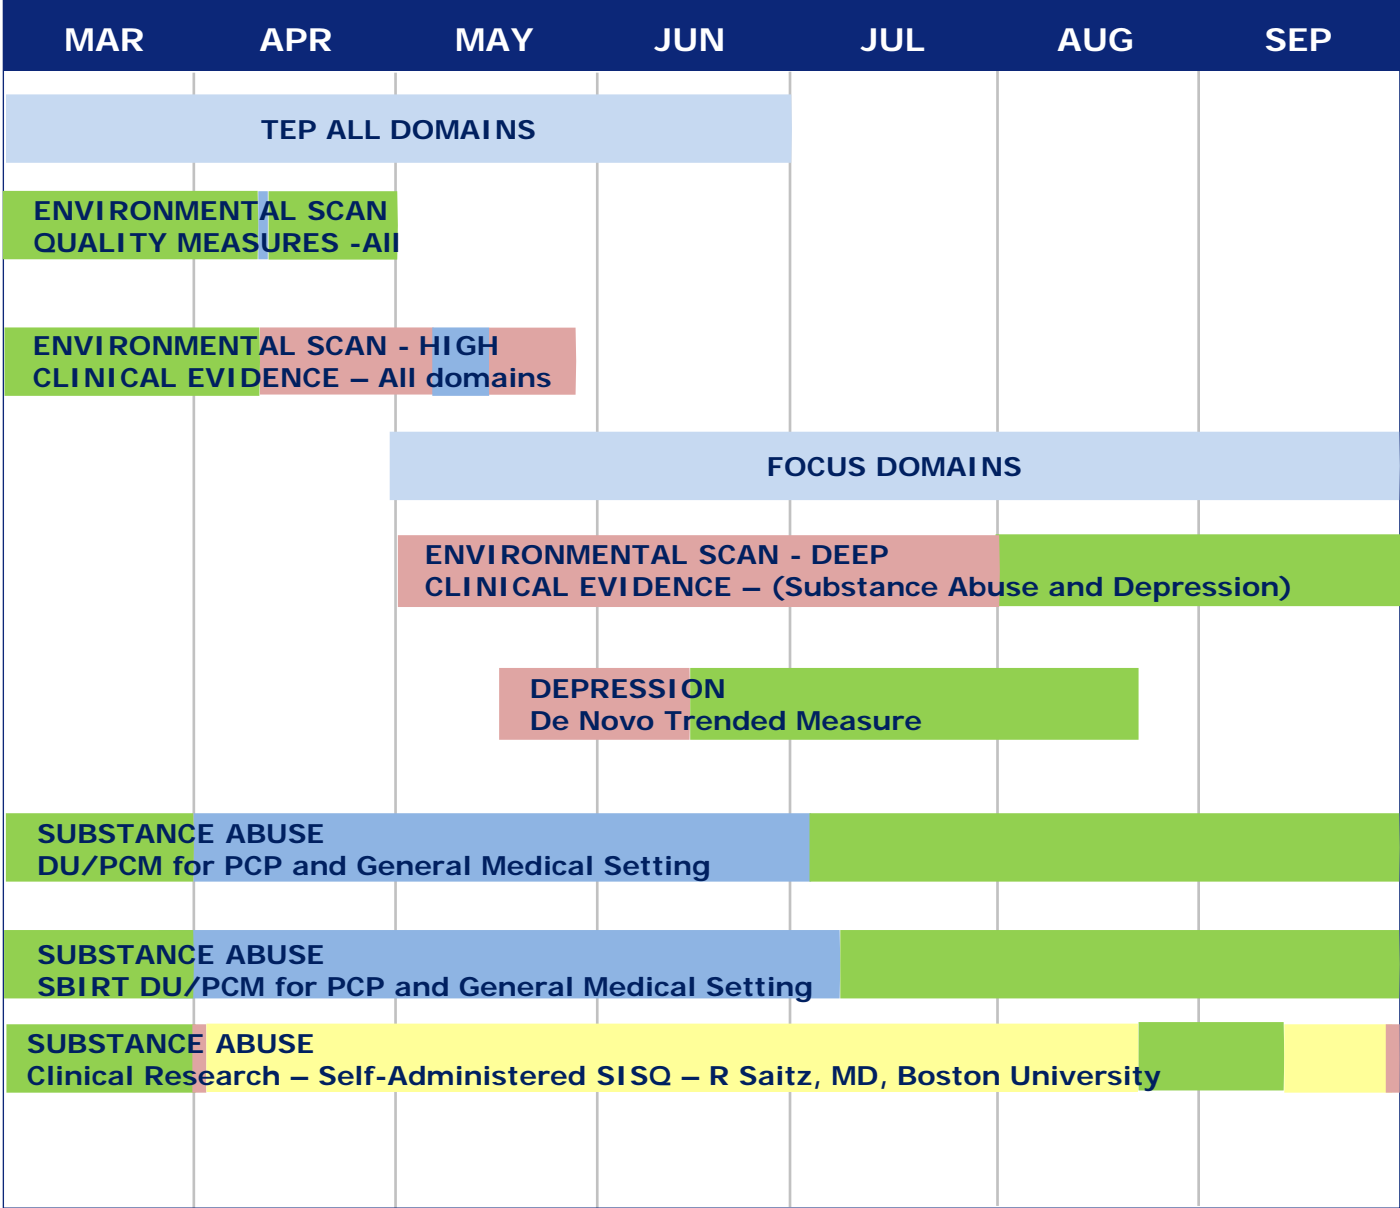 MAR APR MAY JUN JUL AUG SEP
TEP ALL DOMAINS
ENVIRONMENTAL SCAN
QUALITY MEASURES -All
ENVIRONMENTAL SCAN - HIGH
CLINICAL EVIDENCE – All domains
FOCUS DOMAINS
ENVIRONMENTAL SCAN - DEEP
CLINICAL EVIDENCE – (Substance Abuse and Depression)
DEPRESSION
De Novo Trended Measure
SUBSTANCE ABUSE
DU/PCM for PCP and General Medical Setting
SUBSTANCE ABUSE
SBIRT DU/PCM for PCP and General Medical Setting
SUBSTANCE ABUSE
Clinical Research – Self-Administered SISQ – R Saitz, MD, Boston University